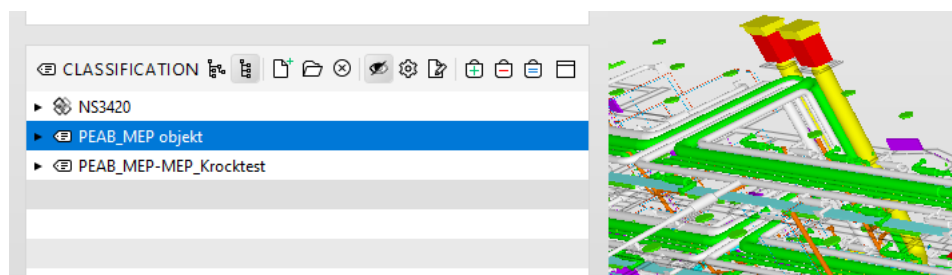 CLASSIFICATION
NS3420
PEAB_MEP objekt
PEAB_MEP-MEP_Krocktest